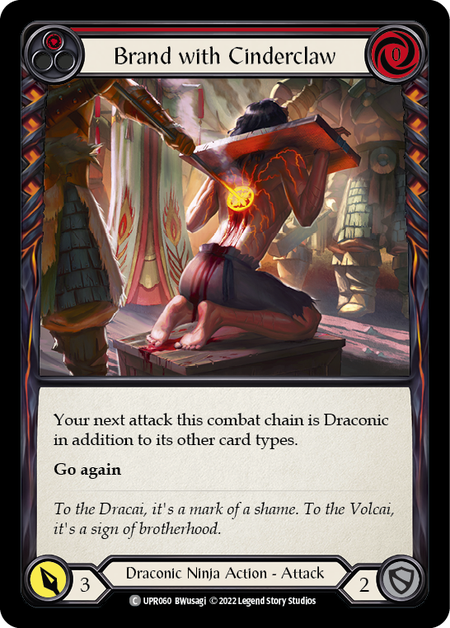 Brand with Cinderclaw
0
Your next attack this combat chain is Draconic
in addition to its other card types.
Go again
To the Dracai, it's a mark of a shame. To the Volcai,
it's a sign of brotherhood.
3
Draconic Ninja Action - Attack
2
C UPR060 BWusagi © 2022 Legend Story Studios